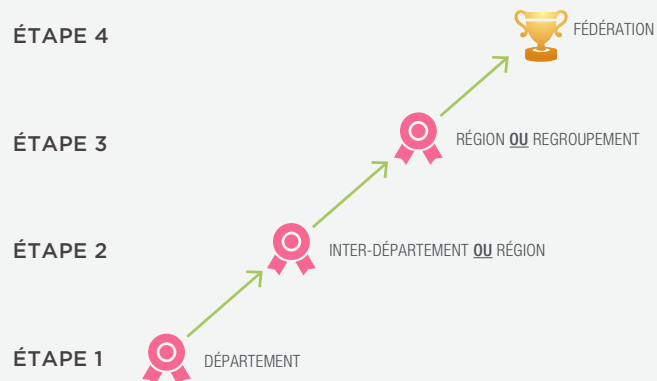 ÉTAPE 4
FÉDÉRATION
ÉTAPE 3
RÉGION OU REGROUPEMENT
ÉTAPE 2
INTER-DÉPARTEMENT OU RÉGION
ÉTAPE 1
DÉPARTEMENT